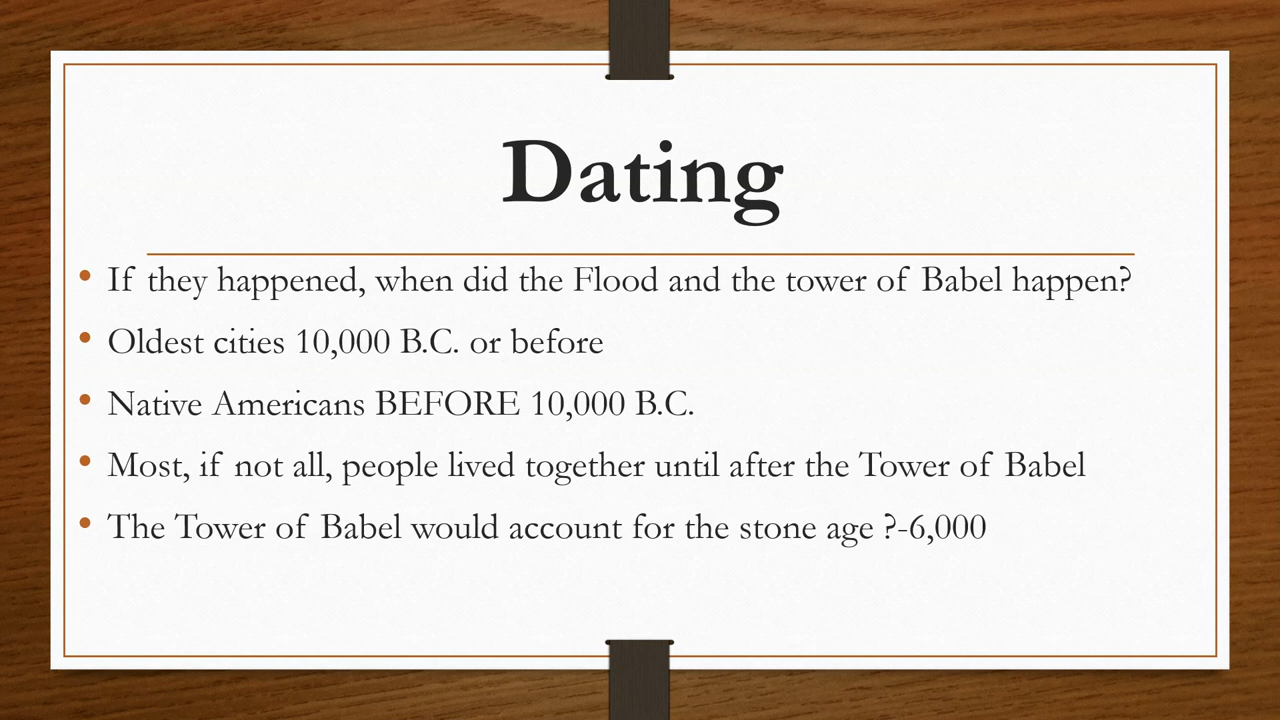 Dating
• If they happened, when did the Flood and the tower of Babel happen?
• Oldest cities 10,000 B.C. or before
• Native Americans BEFORE 10,000 B.C.
• Most, if not all, people lived together until after the Tower of Babel
• The Tower of Babel would account for the stone age ?-6,000